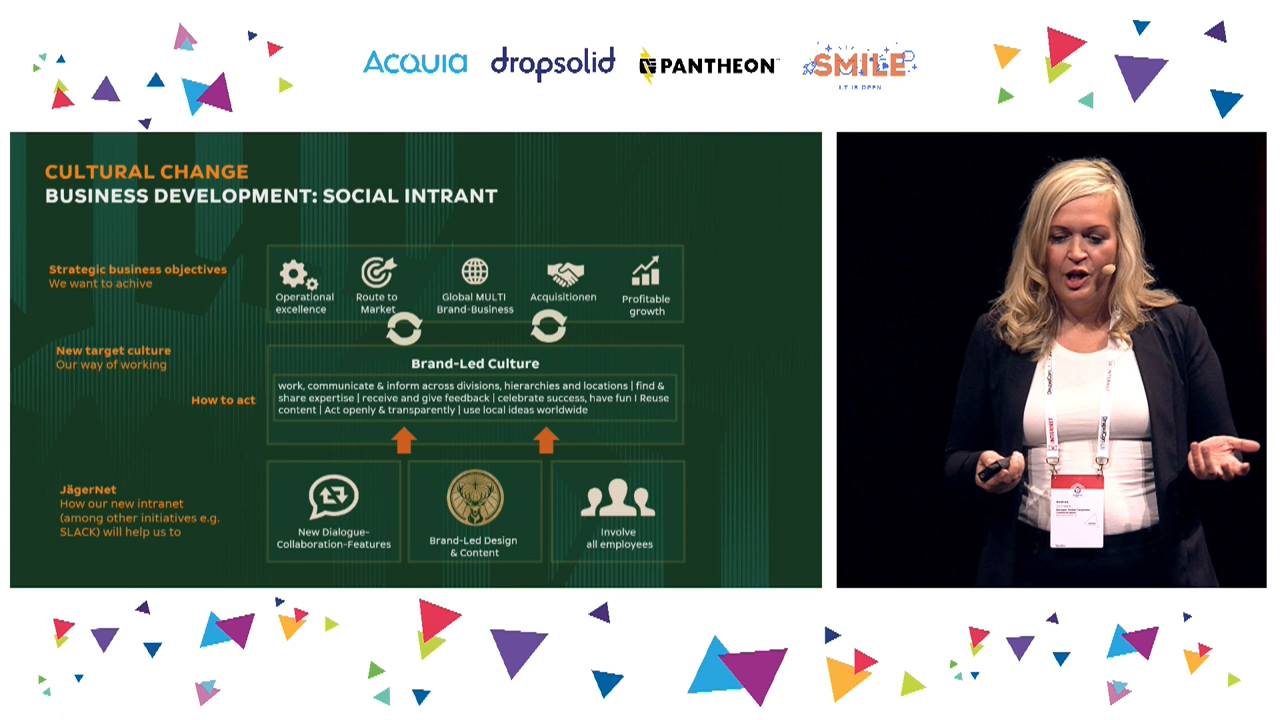 Acquia
dropsolid
PANTHEON
SMILE
I.T IS OPEN
CULTURAL CHANGE
BUSINESS DEVELOPMENT: SOCIAL INTRANT
Strategic business objectives
We want to achive
Operational
excellence
Route to
Market
Global MULTI
Brand-Business
Acquisitionen
Profitable
growth
New target culture
Our way of working
Brand-Led Culture
How to act
work, communicate & inform across divisions, hierarchies and locations | find &
share expertise | receive and give feedback | celebrate success, have fun I Reuse
content | Act openly & transparently | use local ideas worldwide
JägerNet
How our new intranet
(among other initiatives e.g.
SLACK) will help us to
New Dialogue-
Collaboration-Features
Brand-Led Design
& Content
Involve
all employees